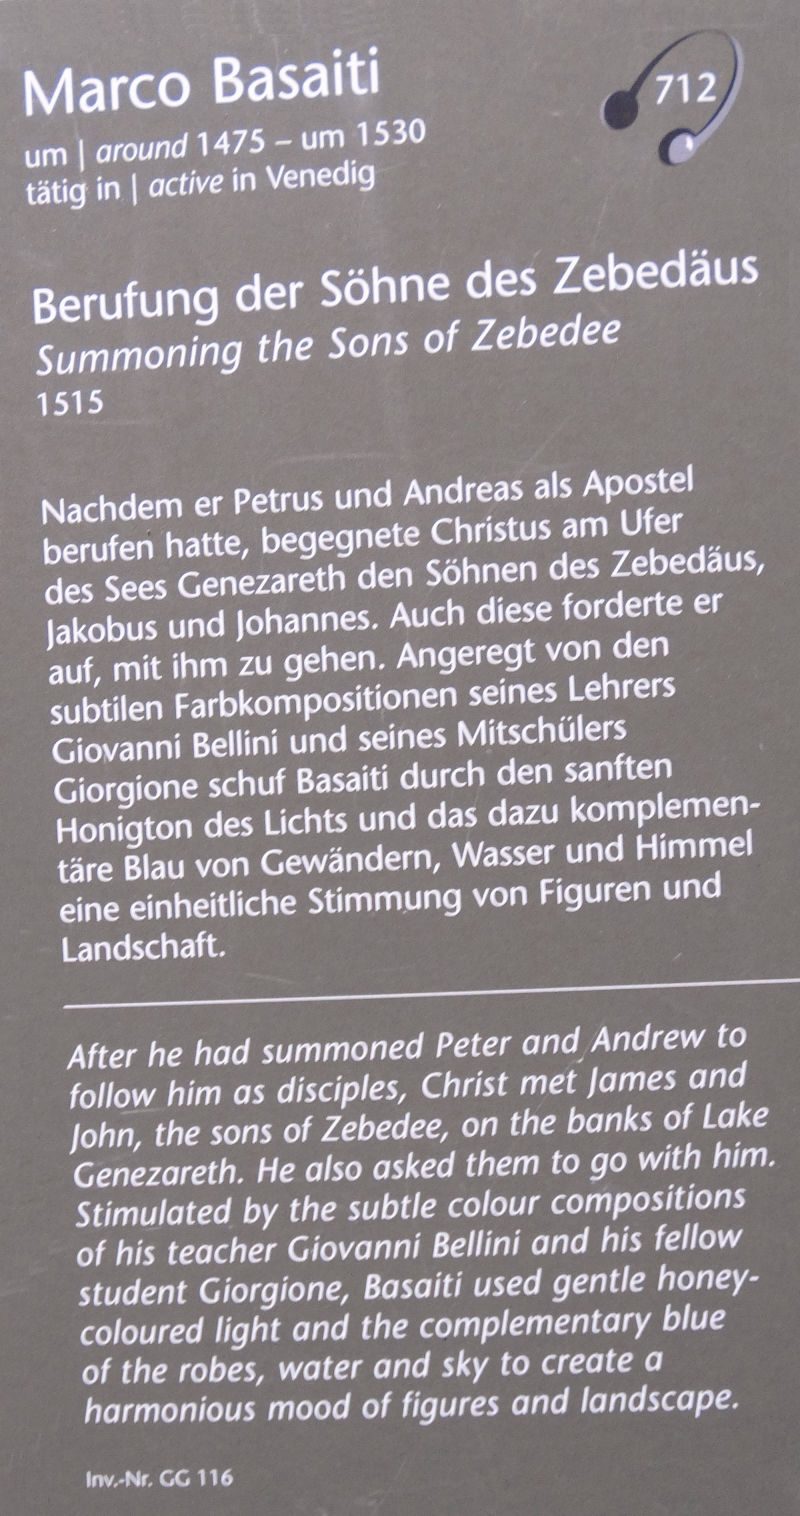 Marco Basaiti
712
um | around 1475 – um 1530
tätig in | active in Venedig
Berufung der Söhne des Zebedäus
Summoning the Sons of Zebedee
1515
Nachdem er Petrus und Andreas als Apostel
berufen hatte, begegnete Christus am Ufer
des Sees Genezareth den Söhnen des Zebedäus,
Jakobus und Johannes. Auch diese forderte er
auf, mit ihm zu gehen. Angeregt von den
subtilen Farbkompositionen seines Lehrers
Giovanni Bellini und seines Mitschülers
Giorgione schuf Basaiti durch den sanften
Honigton des Lichts und das dazu komplemen-
täre Blau von Gewändern, Wasser und Himmel
eine einheitliche Stimmung von Figuren und
Landschaft.
After he had summoned Peter and Andrew to
follow him as disciples, Christ met James and
John, the sons of Zebedee, on the banks of Lake
Genezareth. He also asked them to go with him.
Stimulated by the subtle colour compositions
of his teacher Giovanni Bellini and his fellow
student Giorgione, Basaiti used gentle honey-
coloured light and the complementary blue
of the robes, water and sky to create a
harmonious mood of figures and landscape.
Inv.-Nr. GG 116